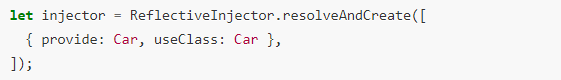 let injector = ReflectiveInjector.resolveAndCreate([
  { provide: Car, useClass: Car },
]);